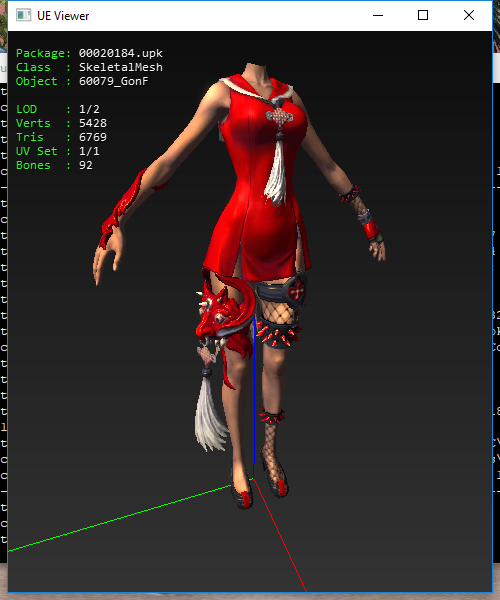 UE Viewer
Package: 00020184.upk
Class : SkeletalMesh
Object : 60079_GonF
LOD : 1/2
Verts : 5428
Tris : 6769
UV Set : 1/1
Bones : 92